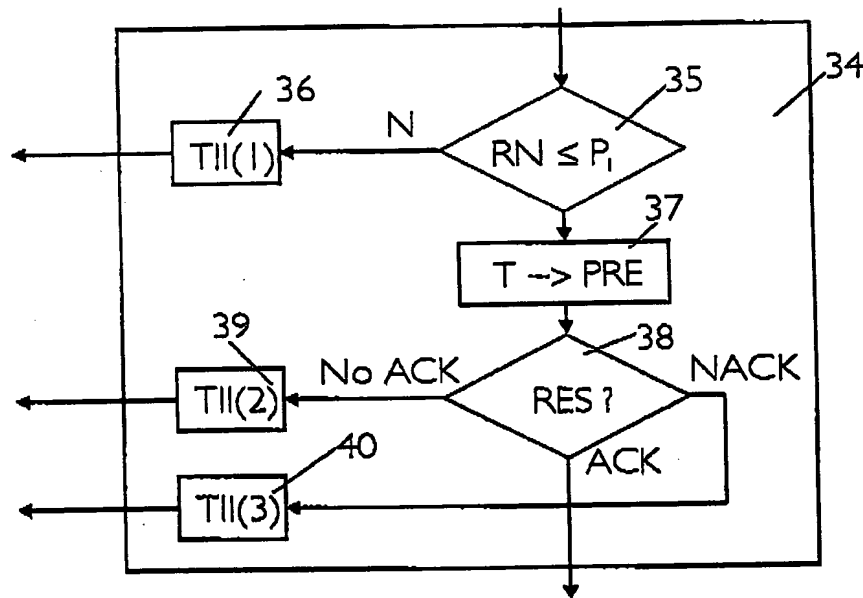 34
35
36
N
RN ≤ P₁
TII(1)
37
T --> PRE
38
39
No ACK
NACK
RES ?
TII(2)
ACK
40
TII(3)